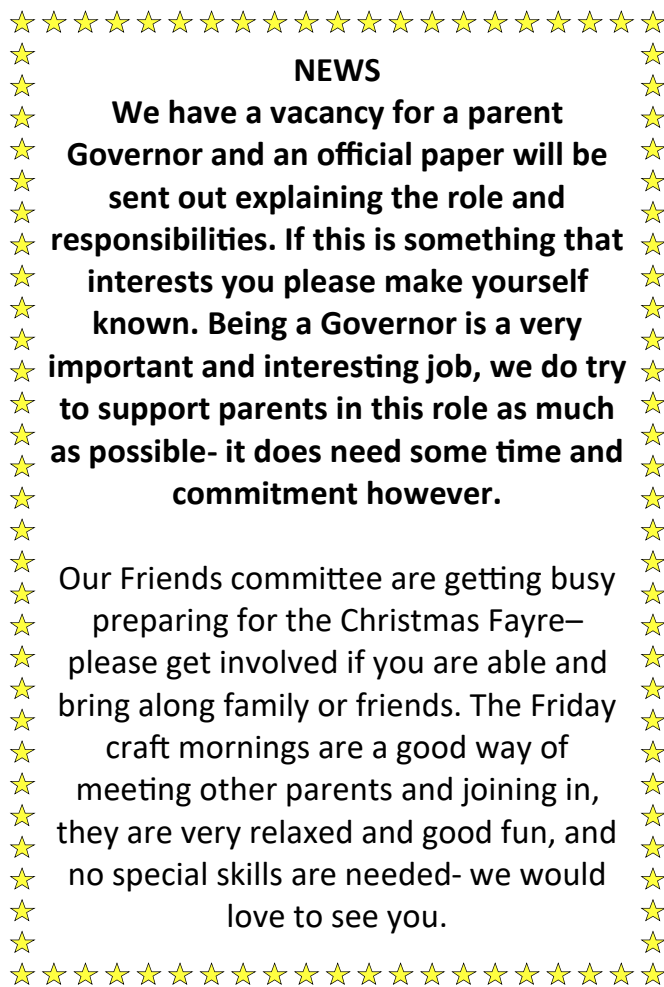 NEWS
We have a vacancy for a parent
Governor and an official paper will be
sent out explaining the role and
responsibilities. If this is something that
interests you please make yourself
known. Being a Governor is a very
important and interesting job, we do try
to support parents in this role as much
as possible- it does need some time and
commitment however.
Our Friends committee are getting busy
preparing for the Christmas Fayre–
please get involved if you are able and
bring along family or friends. The Friday
craft mornings are a good way of
meeting other parents and joining in,
they are very relaxed and good fun, and
no special skills are needed- we would
love to see you.